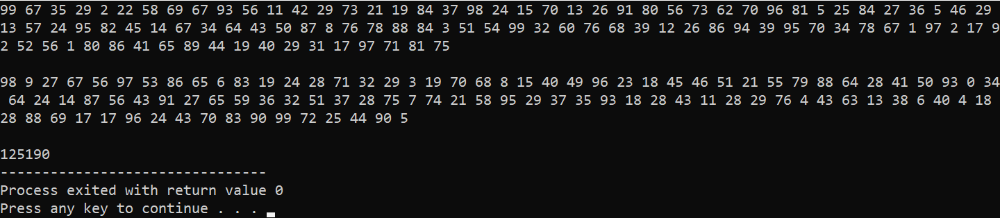 99 67 35 29 2 22 58 69 67 93 56 11 42 29 73 21 19 84 37 98 24 15 70 13 26 91 80 56 73 62 70 96 81 5 25 84 27 36 5 46 29
13 57 24 95 82 45 14 67 34 64 43 50 87 8 76 78 88 84 3 51 54 99 32 60 76 68 39 12 26 86 94 39 95 70 34 78 67 1 97 2 17 9
2 52 56 1 80 86 41 65 89 44 19 40 29 31 17 97 71 81 75
98 9 27 67 56 97 53 86 65 6 83 19 24 28 71 32 29 3 19 70 68 8 15 40 49 96 23 18 45 46 51 21 55 79 88 64 28 41 50 93 0 34
64 24 14 87 56 43 91 27 65 59 36 32 51 37 28 75 7 74 21 58 95 29 37 35 93 18 28 43 11 28 29 76 4 43 63 13 38 6 40 4 18
28 88 69 17 17 96 24 43 70 83 90 99 72 25 44 90 5
125190
--------------------------------
Process exited with return value 0
Press any key to continue . . .